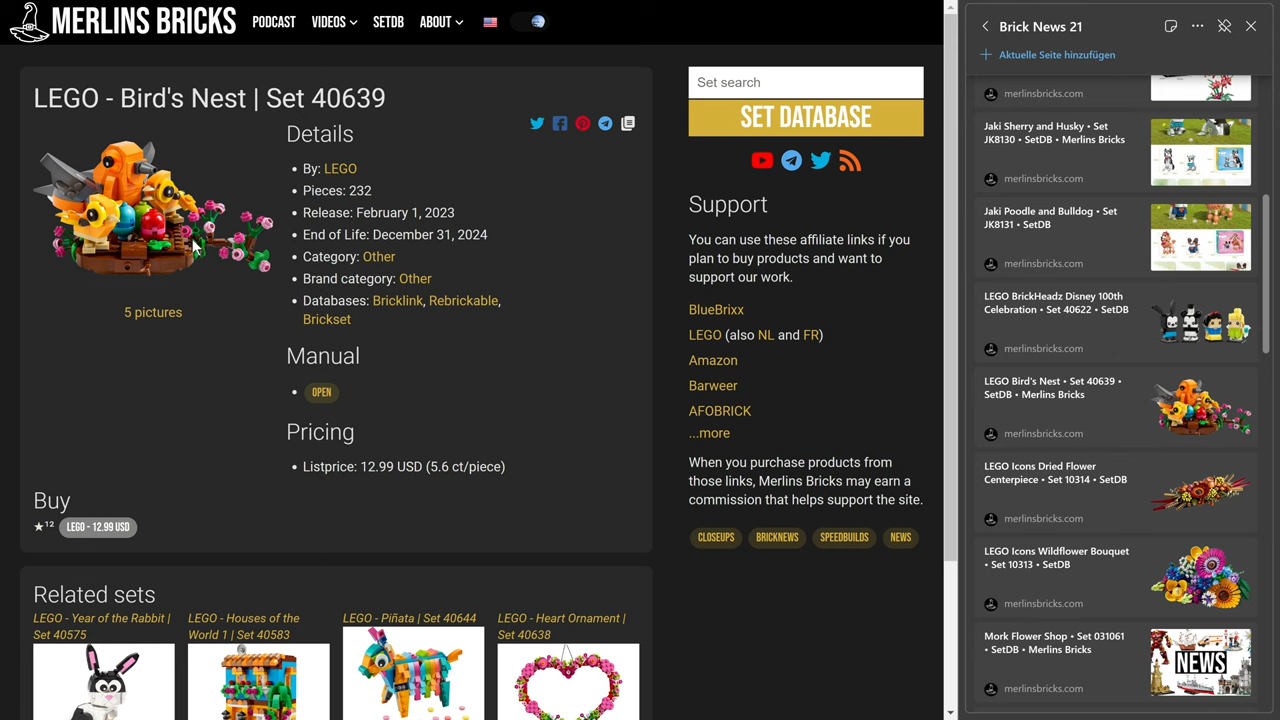 MERLINS BRICKS
PODCAST
VIDEOS
SETDB
ABOUT
LEGO - Bird's Nest | Set 40639
5 pictures
Details
By: LEGO
Pieces: 232
Release: February 1, 2023
End of Life: December 31, 2024
Category: Other
Brand category: Other
Databases: Bricklink, Rebrickable,
Brickset
Manual
OPEN
Pricing
Listprice: 12.99 USD (5.6 ct/piece)
Buy
★12 LEGO - 12.99 USD
Related sets
LEGO - Year of the Rabbit |
Set 40575
LEGO - Houses of the
World 1 | Set 40583
LEGO - Piñata | Set 40644
LEGO - Heart Ornament |
Set 40638
Set search
SET DATABASE
Support
You can use these affiliate links if you
plan to buy products and want to
support our work.
BlueBrixx
LEGO (also NL and FR)
Amazon
Barweer
AFOBRICK
...more
When you purchase products from
those links, Merlins Bricks may earn a
commission that helps support the site.
CLOSEUPS
BRICKNEWS
SPEEDBUILDS
NEWS
Brick News 21
Aktuelle Seite hinzufügen
merlinsbricks.com
Jaki Sherry and Husky • Set
JK8130 • SetDB • Merlins Bricks
merlinsbricks.com
Jaki Poodle and Bulldog • Set
JK8131 • SetDB
merlinsbricks.com
LEGO BrickHeadz Disney 100th
Celebration • Set 40622 • SetDB
merlinsbricks.com
LEGO Bird's Nest • Set 40639 •
SetDB • Merlins Bricks
merlinsbricks.com
LEGO Icons Dried Flower
Centerpiece • Set 10314 • SetDB
merlinsbricks.com
LEGO Icons Wildflower Bouquet
• Set 10313 • SetDB
merlinsbricks.com
Mork Flower Shop • Set 031061
• SetDB • Merlins Bricks
merlinsbricks.com
NEWS